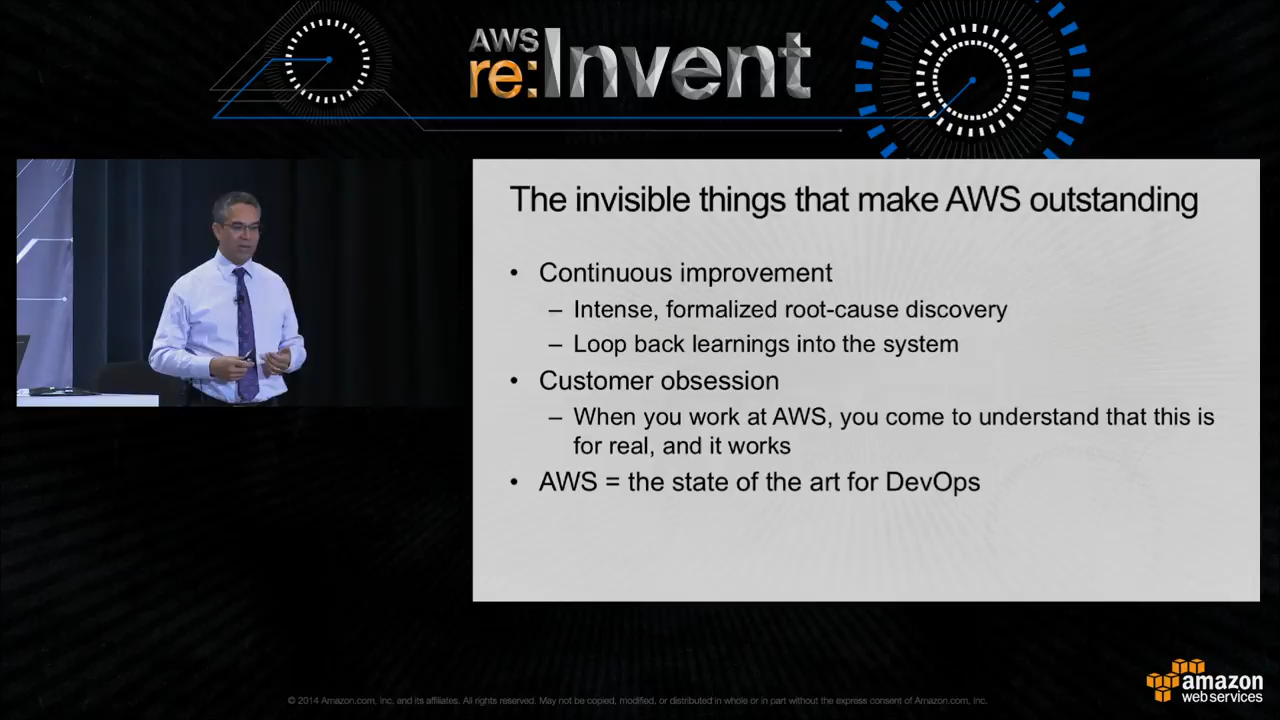 AWS
re:Invent
The invisible things that make AWS outstanding
• Continuous improvement
– Intense, formalized root-cause discovery
– Loop back learnings into the system
• Customer obsession
– When you work at AWS, you come to understand that this is
for real, and it works
• AWS = the state of the art for DevOps
amazon
web services
© 2014 Amazon.com, Inc. and its affiliates. All rights reserved. May not be copied, modified, or distributed in whole or in part without the express consent of Amazon.com, Inc.